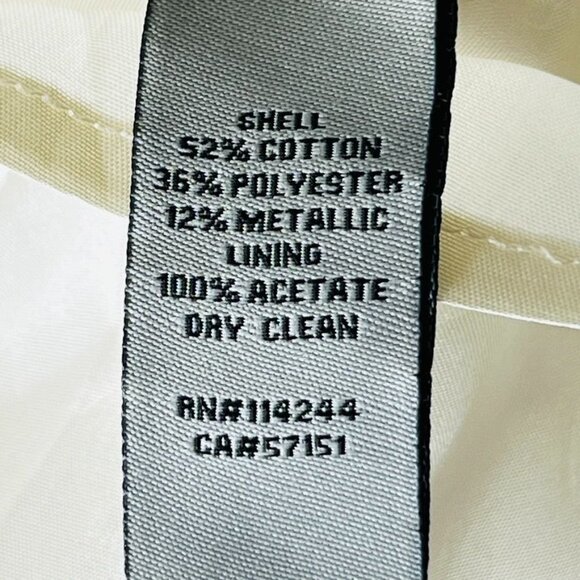 SHELL
52% COTTON
36% POLYESTER
12% METALLIC
LINING
100% ACETATE
DRY CLEAN
RN#114244
CA#57151